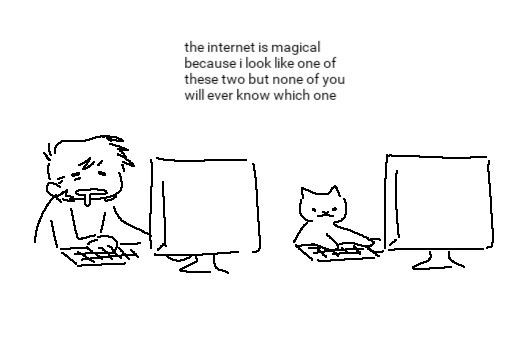 the internet is magical
because i look like one of
these two but none of you
will ever know which one